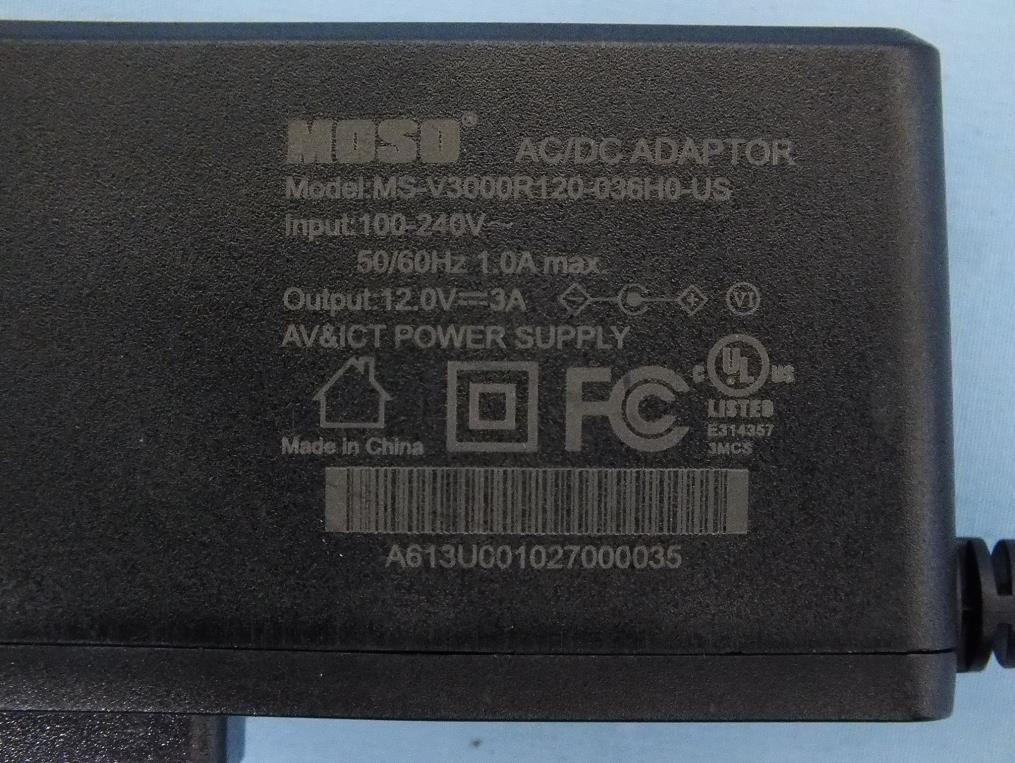 MOSO® AC/DC ADAPTOR
Model:MS-V3000R120-036H0-US
Input:100-240V~
50/60Hz 1.0A max.
Output:12.0V⎓3A - + VI
AV&ICT POWER SUPPLY
FC
c UL US
LISTED
E314357
3MCS
Made in China
A613U001027000035